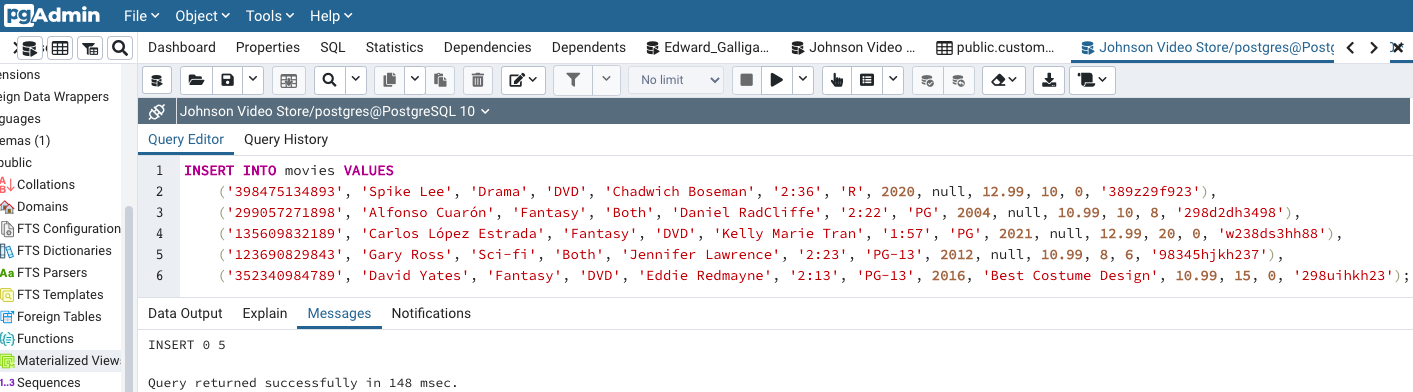 pgAdmin File Object Tools Help
Dashboard Properties SQL Statistics Dependencies Dependents Edward_Galliga... Johnson Video ... public.custom... Johnson Video Store/postgres@Postg
ensions
eign Data Wrappers
guages
emas (1)
public
Collations
Domains
FTS Configuration
FTS Dictionaries
Aa FTS Parsers
FTS Templates
Foreign Tables
Functions
Materialized Views
1..3 Sequences
No limit
Johnson Video Store/postgres@PostgreSQL 10
Query Editor Query History
1 INSERT INTO movies VALUES
2 ('398475134893', 'Spike Lee', 'Drama', 'DVD', 'Chadwich Boseman', '2:36', 'R', 2020, null, 12.99, 10, 0, '389z29f923'),
3 ('299057271898', 'Alfonso Cuarón', 'Fantasy', 'Both', 'Daniel RadCliffe', '2:22', 'PG', 2004, null, 10.99, 10, 8, '298d2dh3498'),
4 ('135609832189', 'Carlos López Estrada', 'Fantasy', 'DVD', 'Kelly Marie Tran', '1:57', 'PG', 2021, null, 12.99, 20, 0, 'w238ds3hh88'),
5 ('123690829843', 'Gary Ross', 'Sci-fi', 'Both', 'Jennifer Lawrence', '2:23', 'PG-13', 2012, null, 10.99, 8, 6, '98345hjkh237'),
6 ('352340984789', 'David Yates', 'Fantasy', 'DVD', 'Eddie Redmayne', '2:13', 'PG-13', 2016, 'Best Costume Design', 10.99, 15, 0, '298uihkh23');
Data Output Explain Messages Notifications
INSERT 0 5
Query returned successfully in 148 msec.